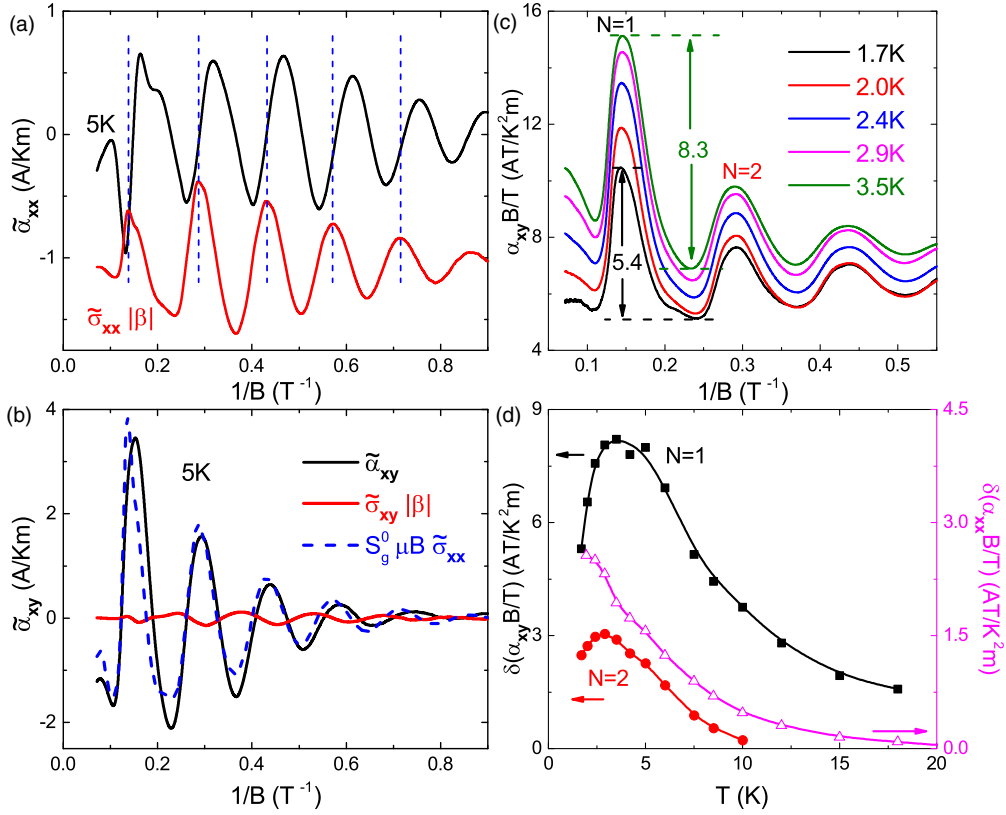 (a)
1
0
-1
5K
α̃xx (A/Km)
σ̃xx |β|
0.0 0.2 0.4 0.6 0.8
1/B (T⁻¹)
(c)
16
12
8
4
αxyB/T (AT/K²m)
N=1
1.7K
2.0K
2.4K
2.9K
3.5K
8.3
N=2
5.4
0.1 0.2 0.3 0.4 0.5
1/B (T⁻¹)
(b)
4
2
0
-2
α̃xy (A/Km)
5K
α̃xy
σ̃xy |β|
S⁰g μB σ̃xx
0.0 0.2 0.4 0.6 0.8
1/B (T⁻¹)
(d)
9
6
3
0
δ(αxyB/T) (AT/K²m)
N=1
N=2
4.5
3.0
1.5
0.0
δ(αxxB/T) (AT/K²m)
0 5 10 15 20
T (K)